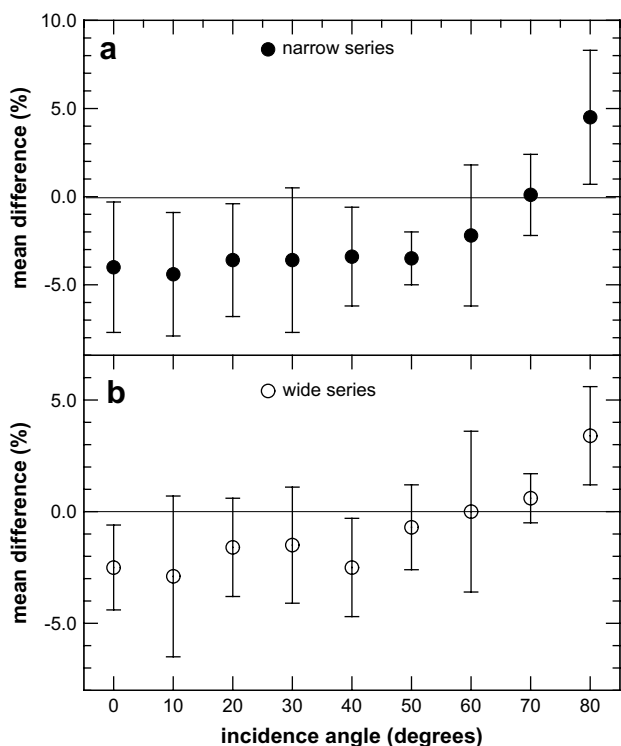 10.0
a
narrow series
5.0
0.0
-5.0
mean difference (%)
b
wide series
5.0
0.0
-5.0
mean difference (%)
0 10 20 30 40 50 60 70 80
incidence angle (degrees)